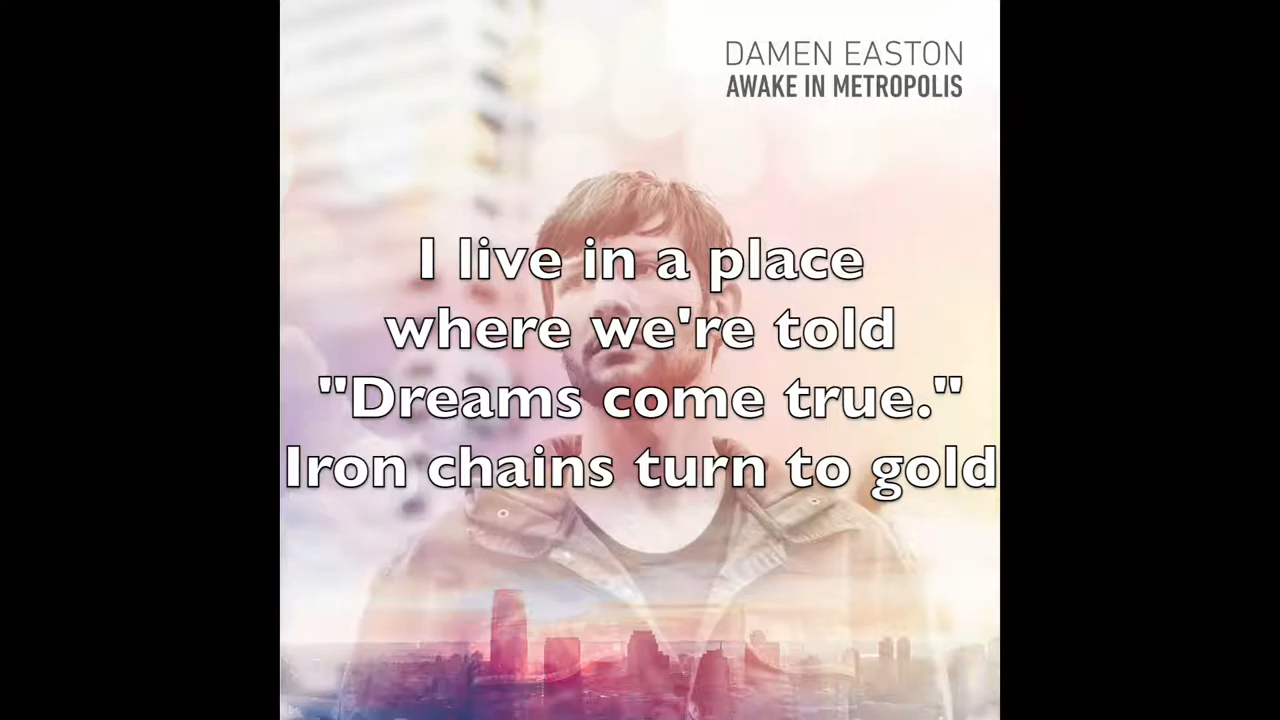 DAMEN EASTON
AWAKE IN METROPOLIS
I live in a place
where we're told
"Dreams come true."
Iron chains turn to gold